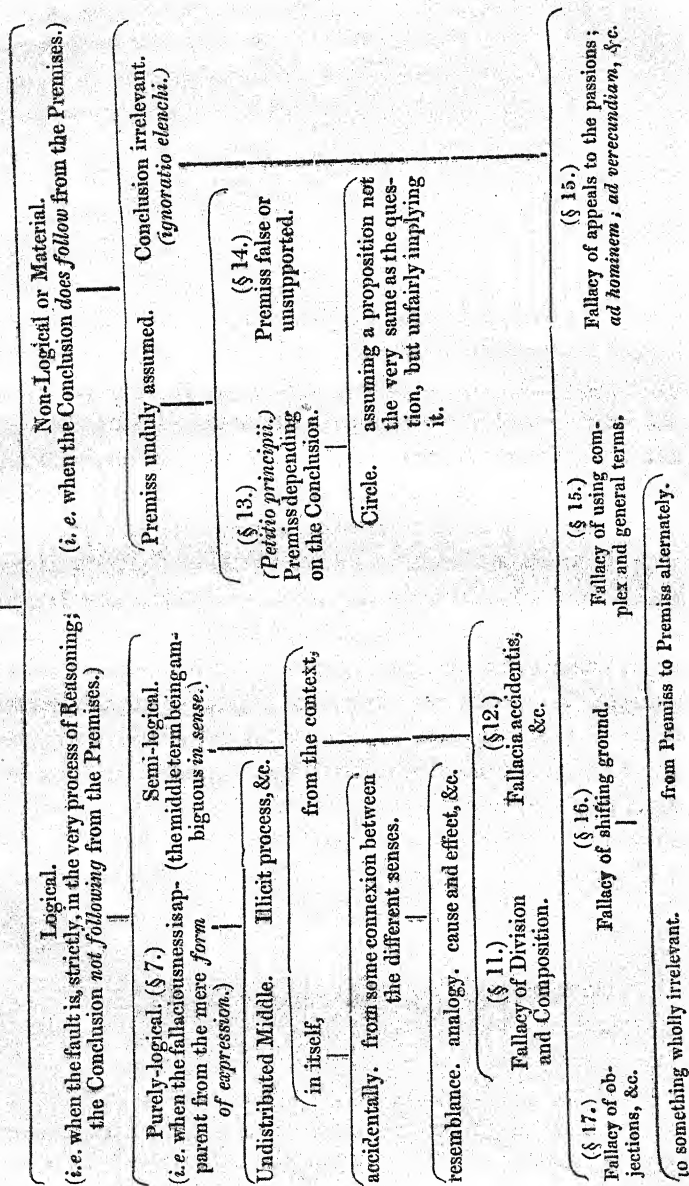 Logical.
(i.e. when the fault is, strictly, in the very process of Reasoning;
the Conclusion not following from the Premises.)
Non-Logical or Material.
(i. e. when the Conclusion does follow from the Premises.)
Purely-logical. (§ 7.)
(i.e. when the fallaciousness is ap-
parent from the mere form
of expression.)
Semi-logical.
(the middle term being am-
biguous in sense.)
Premiss unduly assumed.
Conclusion irrelevant.
(ignoratio elenchi.)
Undistributed Middle.
Illicit process, &c.
in itself,
from the context,
(§ 13.)
(Petitio principii.)
Premiss depending
on the Conclusion.
(§ 14.)
Premiss false or
unsupported.
accidentally.
from some connexion between
the different senses.
Circle.
assuming a proposition not
the very same as the ques-
tion, but unfairly implying
it.
resemblance.
analogy.
cause and effect, &c.
(§ 11.)
Fallacy of Division
and Composition.
(§12.)
Fallacia accidentis,
&c.
(§ 17.)
Fallacy of ob-
jections, &c.
(§ 16.)
Fallacy of shifting ground
(§ 15.)
Fallacy of using com-
plex and general terms.
(§ 15.)
Fallacy of appeals to the passions;
ad hominem; ad verecundiam, &c.
to something wholly irrelevant.
from Premiss to Premiss alternately.